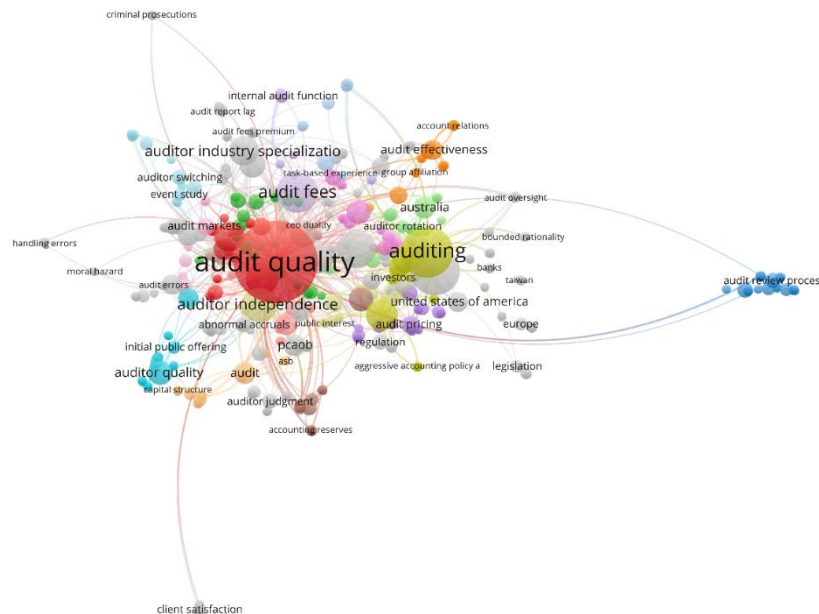 criminal prosecutions
internal audit function
audit report lag
account relations
audit fees premium
auditor industry specializatio
audit effectiveness
task-based experience
group affiliation
auditor switching
audit fees
event study
audit oversight
australia
audit markets
ceo duality
auditor rotation
bounded rationality
handling errors
auditing
audit quality
banks
moral hazard
taiwan
audit review proces
investors
audit errors
auditor independence
united states of america
abnormal accruals
public interest
audit pricing
europe
initial public offering
pcaob
regulation
asb
auditor quality
audit
aggressive accounting policy a
legislation
capital structure
auditor judgment
accounting reserves
client satisfaction